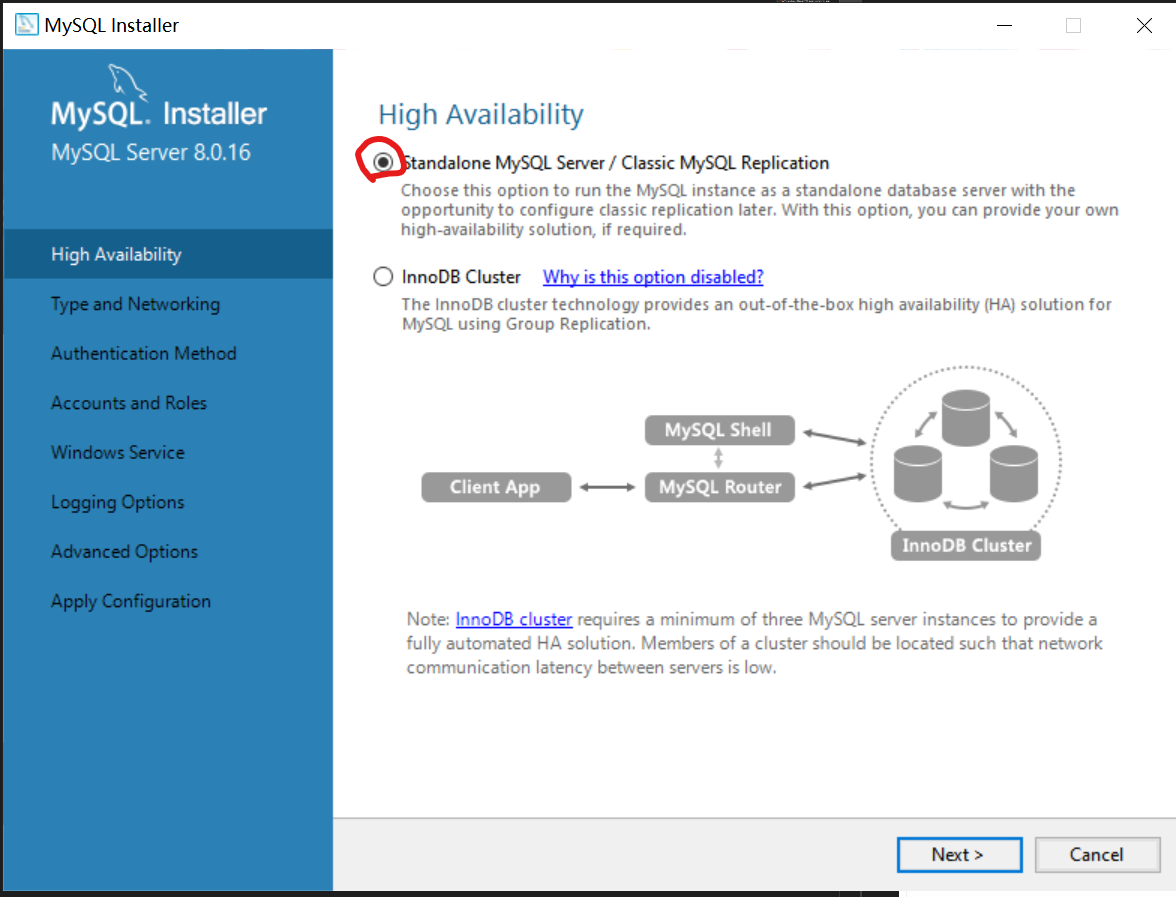 MySQL Installer
MySQL. Installer
MySQL Server 8.0.16
High Availability
Type and Networking
Authentication Method
Accounts and Roles
Windows Service
Logging Options
Advanced Options
Apply Configuration
High Availability
Standalone MySQL Server / Classic MySQL Replication
Choose this option to run the MySQL instance as a standalone database server with the
opportunity to configure classic replication later. With this option, you can provide your own
high-availability solution, if required.
InnoDB Cluster Why is this option disabled?
The InnoDB cluster technology provides an out-of-the-box high availability (HA) solution for
MySQL using Group Replication.
MySQL Shell
Client App
MySQL Router
InnoDB Cluster
Note: InnoDB cluster requires a minimum of three MySQL server instances to provide a
fully automated HA solution. Members of a cluster should be located such that network
communication latency between servers is low.
Next >
Cancel